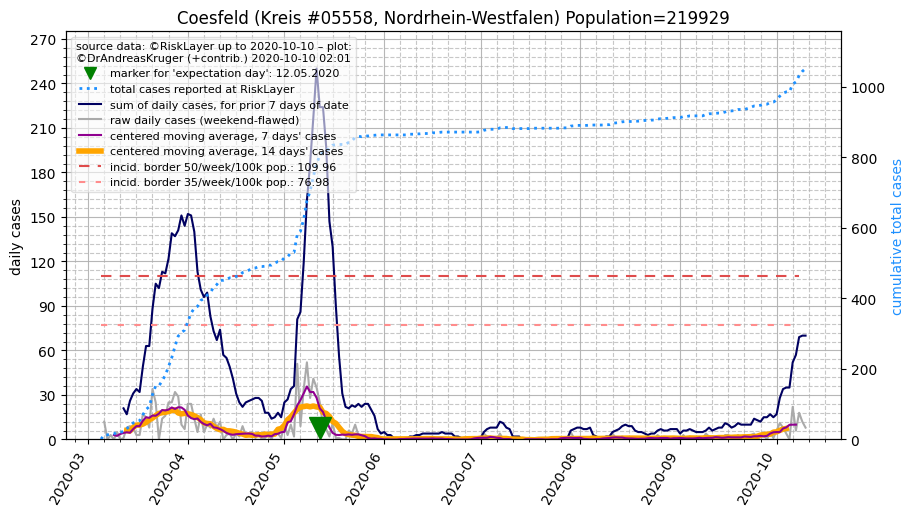 Coesfeld (Kreis #05558, Nordrhein-Westfalen) Population=219929
source data: ©RiskLayer up to 2020-10-10 – plot:
©DrAndreasKruger (+contrib.) 2020-10-10 02:01
marker for 'expectation day': 12.05.2020
total cases reported at RiskLayer
sum of daily cases, for prior 7 days of date
raw daily cases (weekend-flawed)
centered moving average, 7 days' cases
centered moving average, 14 days' cases
incid. border 50/week/100k pop.: 109.96
incid. border 35/week/100k pop.: 76.98
daily cases
270
240
210
180
150
120
90
60
30
0
cumulative total cases
1000
800
600
400
200
0
2020-03
2020-04
2020-05
2020-06
2020-07
2020-08
2020-09
2020-10